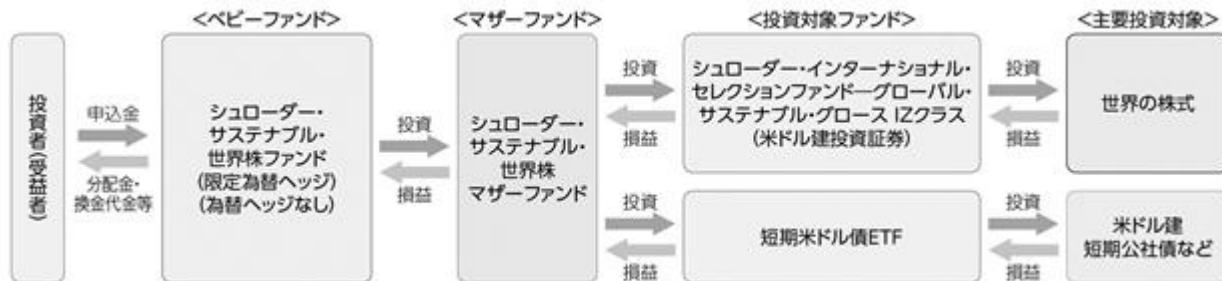 <ベビーファンド>
<マザーファンド>
<投資対象ファンド>
<主要投資対象>
投資者(受益者)
申込金
分配金・
換金代金等
シュローダー・
サステナブル・
世界株ファンド
(限定為替ヘッジ)
(為替ヘッジなし)
投資
損益
シュローダー・
サステナブル・
世界株
マザーファンド
投資
損益
シュローダー・インターナショナル・
セレクションファンド―グローバル・
サステナブル・グロース IZクラス
(米ドル建投資証券)
投資
損益
世界の株式
投資
損益
短期米ドル債ETF
投資
損益
米ドル建
短期公社債など